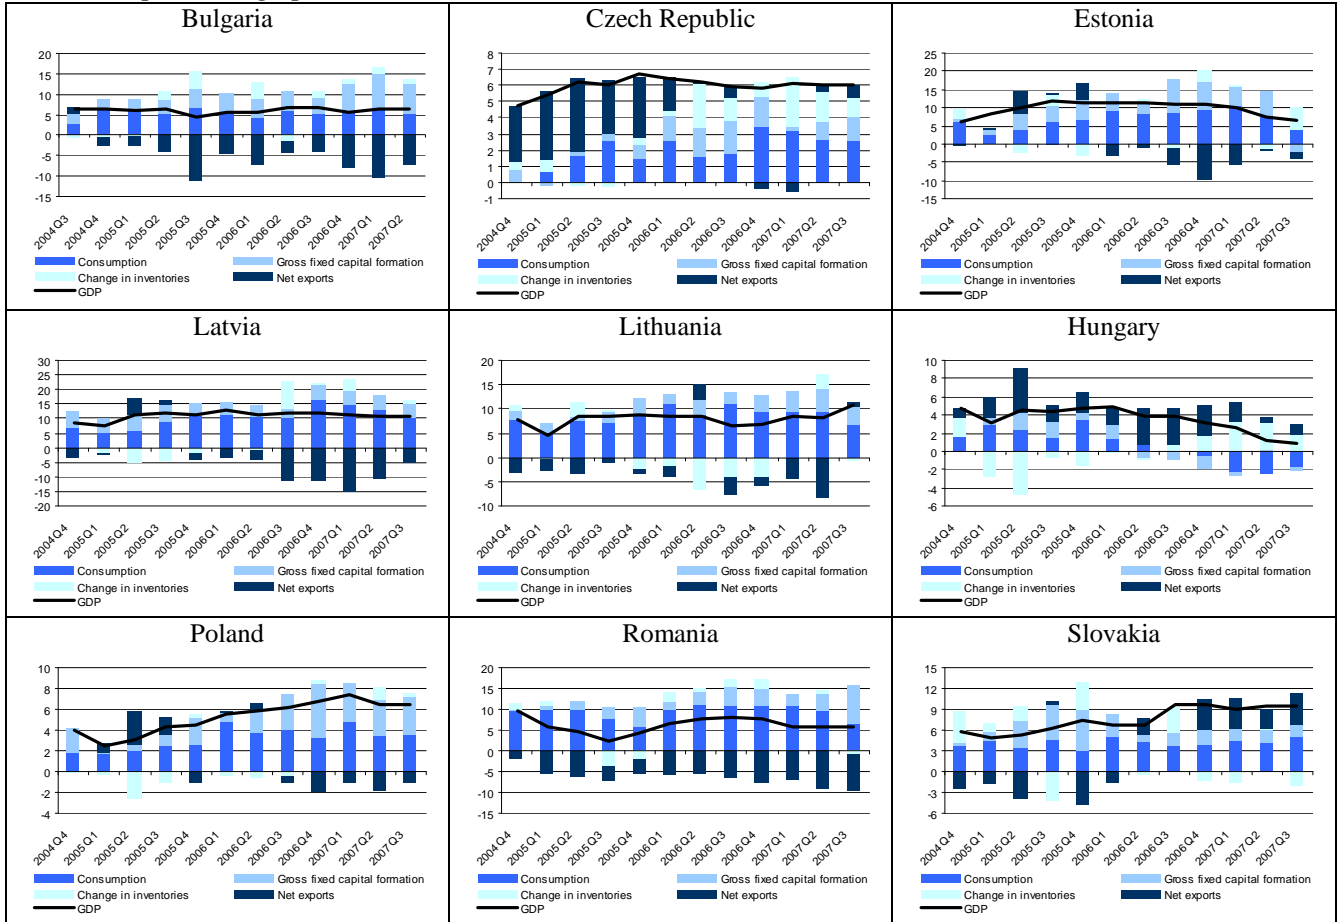 Bulgaria
20
15
10
5
0
-5
-10
-15
2004Q3
2004Q4
2005Q1
2005Q2
2005Q3
2005Q4
2006Q1
2006Q2
2006Q3
2006Q4
2007Q1
2007Q2
Consumption
Gross fixed capital formation
Change in inventories
Net exports
GDP
Czech Republic
8
7
6
5
4
3
2
1
0
-1
2004Q4
2005Q1
2005Q2
2005Q3
2005Q4
2006Q1
2006Q2
2006Q3
2006Q4
2007Q1
2007Q2
2007Q3
Consumption
Gross fixed capital formation
Change in inventories
Net exports
GDP
Estonia
25
20
15
10
5
0
-5
-10
-15
2004Q4
2005Q1
2005Q2
2005Q3
2005Q4
2006Q1
2006Q2
2006Q3
2006Q4
2007Q1
2007Q2
2007Q3
Consumption
Gross fixed capital formation
Change in inventories
Net exports
GDP
Latvia
30
25
20
15
10
5
0
-5
-10
-15
-20
2004Q4
2005Q1
2005Q2
2005Q3
2005Q4
2006Q1
2006Q2
2006Q3
2006Q4
2007Q1
2007Q2
2007Q3
Consumption
Gross fixed capital formation
Change in inventories
Net exports
GDP
Lithuania
20
15
10
5
0
-5
-10
2004Q4
2005Q1
2005Q2
2005Q3
2005Q4
2006Q1
2006Q2
2006Q3
2006Q4
2007Q1
2007Q2
2007Q3
Consumption
Gross fixed capital formation
Change in inventories
Net exports
GDP
Hungary
10
8
6
4
2
0
-2
-4
-6
2004Q4
2005Q1
2005Q2
2005Q3
2005Q4
2006Q1
2006Q2
2006Q3
2006Q4
2007Q1
2007Q2
2007Q3
Consumption
Gross fixed capital formation
Change in inventories
Net exports
GDP
Poland
10
8
6
4
2
0
-2
-4
2004Q4
2005Q1
2005Q2
2005Q3
2005Q4
2006Q1
2006Q2
2006Q3
2006Q4
2007Q1
2007Q2
2007Q3
Consumption
Gross fixed capital formation
Change in inventories
Net exports
GDP
Romania
20
15
10
5
0
-5
-10
-15
2004Q4
2005Q1
2005Q2
2005Q3
2005Q4
2006Q1
2006Q2
2006Q3
2006Q4
2007Q1
2007Q2
2007Q3
Consumption
Gross fixed capital formation
Change in inventories
Net exports
GDP
Slovakia
15
12
9
6
3
0
-3
-6
2004Q4
2005Q1
2005Q2
2005Q3
2005Q4
2006Q1
2006Q2
2006Q3
2006Q4
2007Q1
2007Q2
2007Q3
Consumption
Gross fixed capital formation
Change in inventories
Net exports
GDP